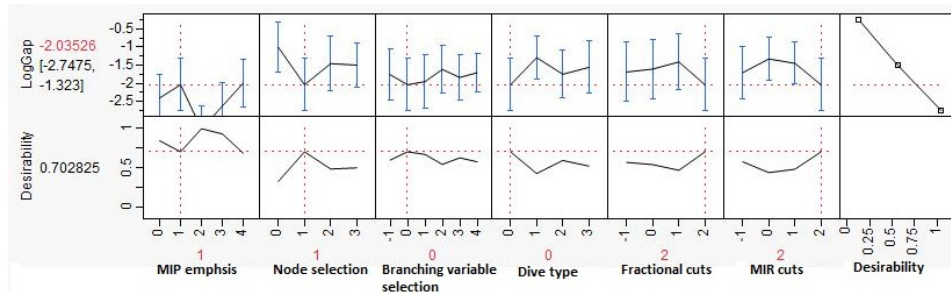 LogGap
-2.03526
[-2.7475,
-1.323]
-0.5
-1
-1.5
-2
-2.5
Desirability
0.702825
1
0.5
0
0 1 2 3 4
0 1 2 3
-1 0 1 2 3 4
0 1 2 3
-1 0 1 2
-1 0 1 2
0 0.25 0.5 0.75 1
1 1 0 0 2 2
MIP emphsis Node selection Branching variable Dive type Fractional cuts MIR cuts Desirability
selection